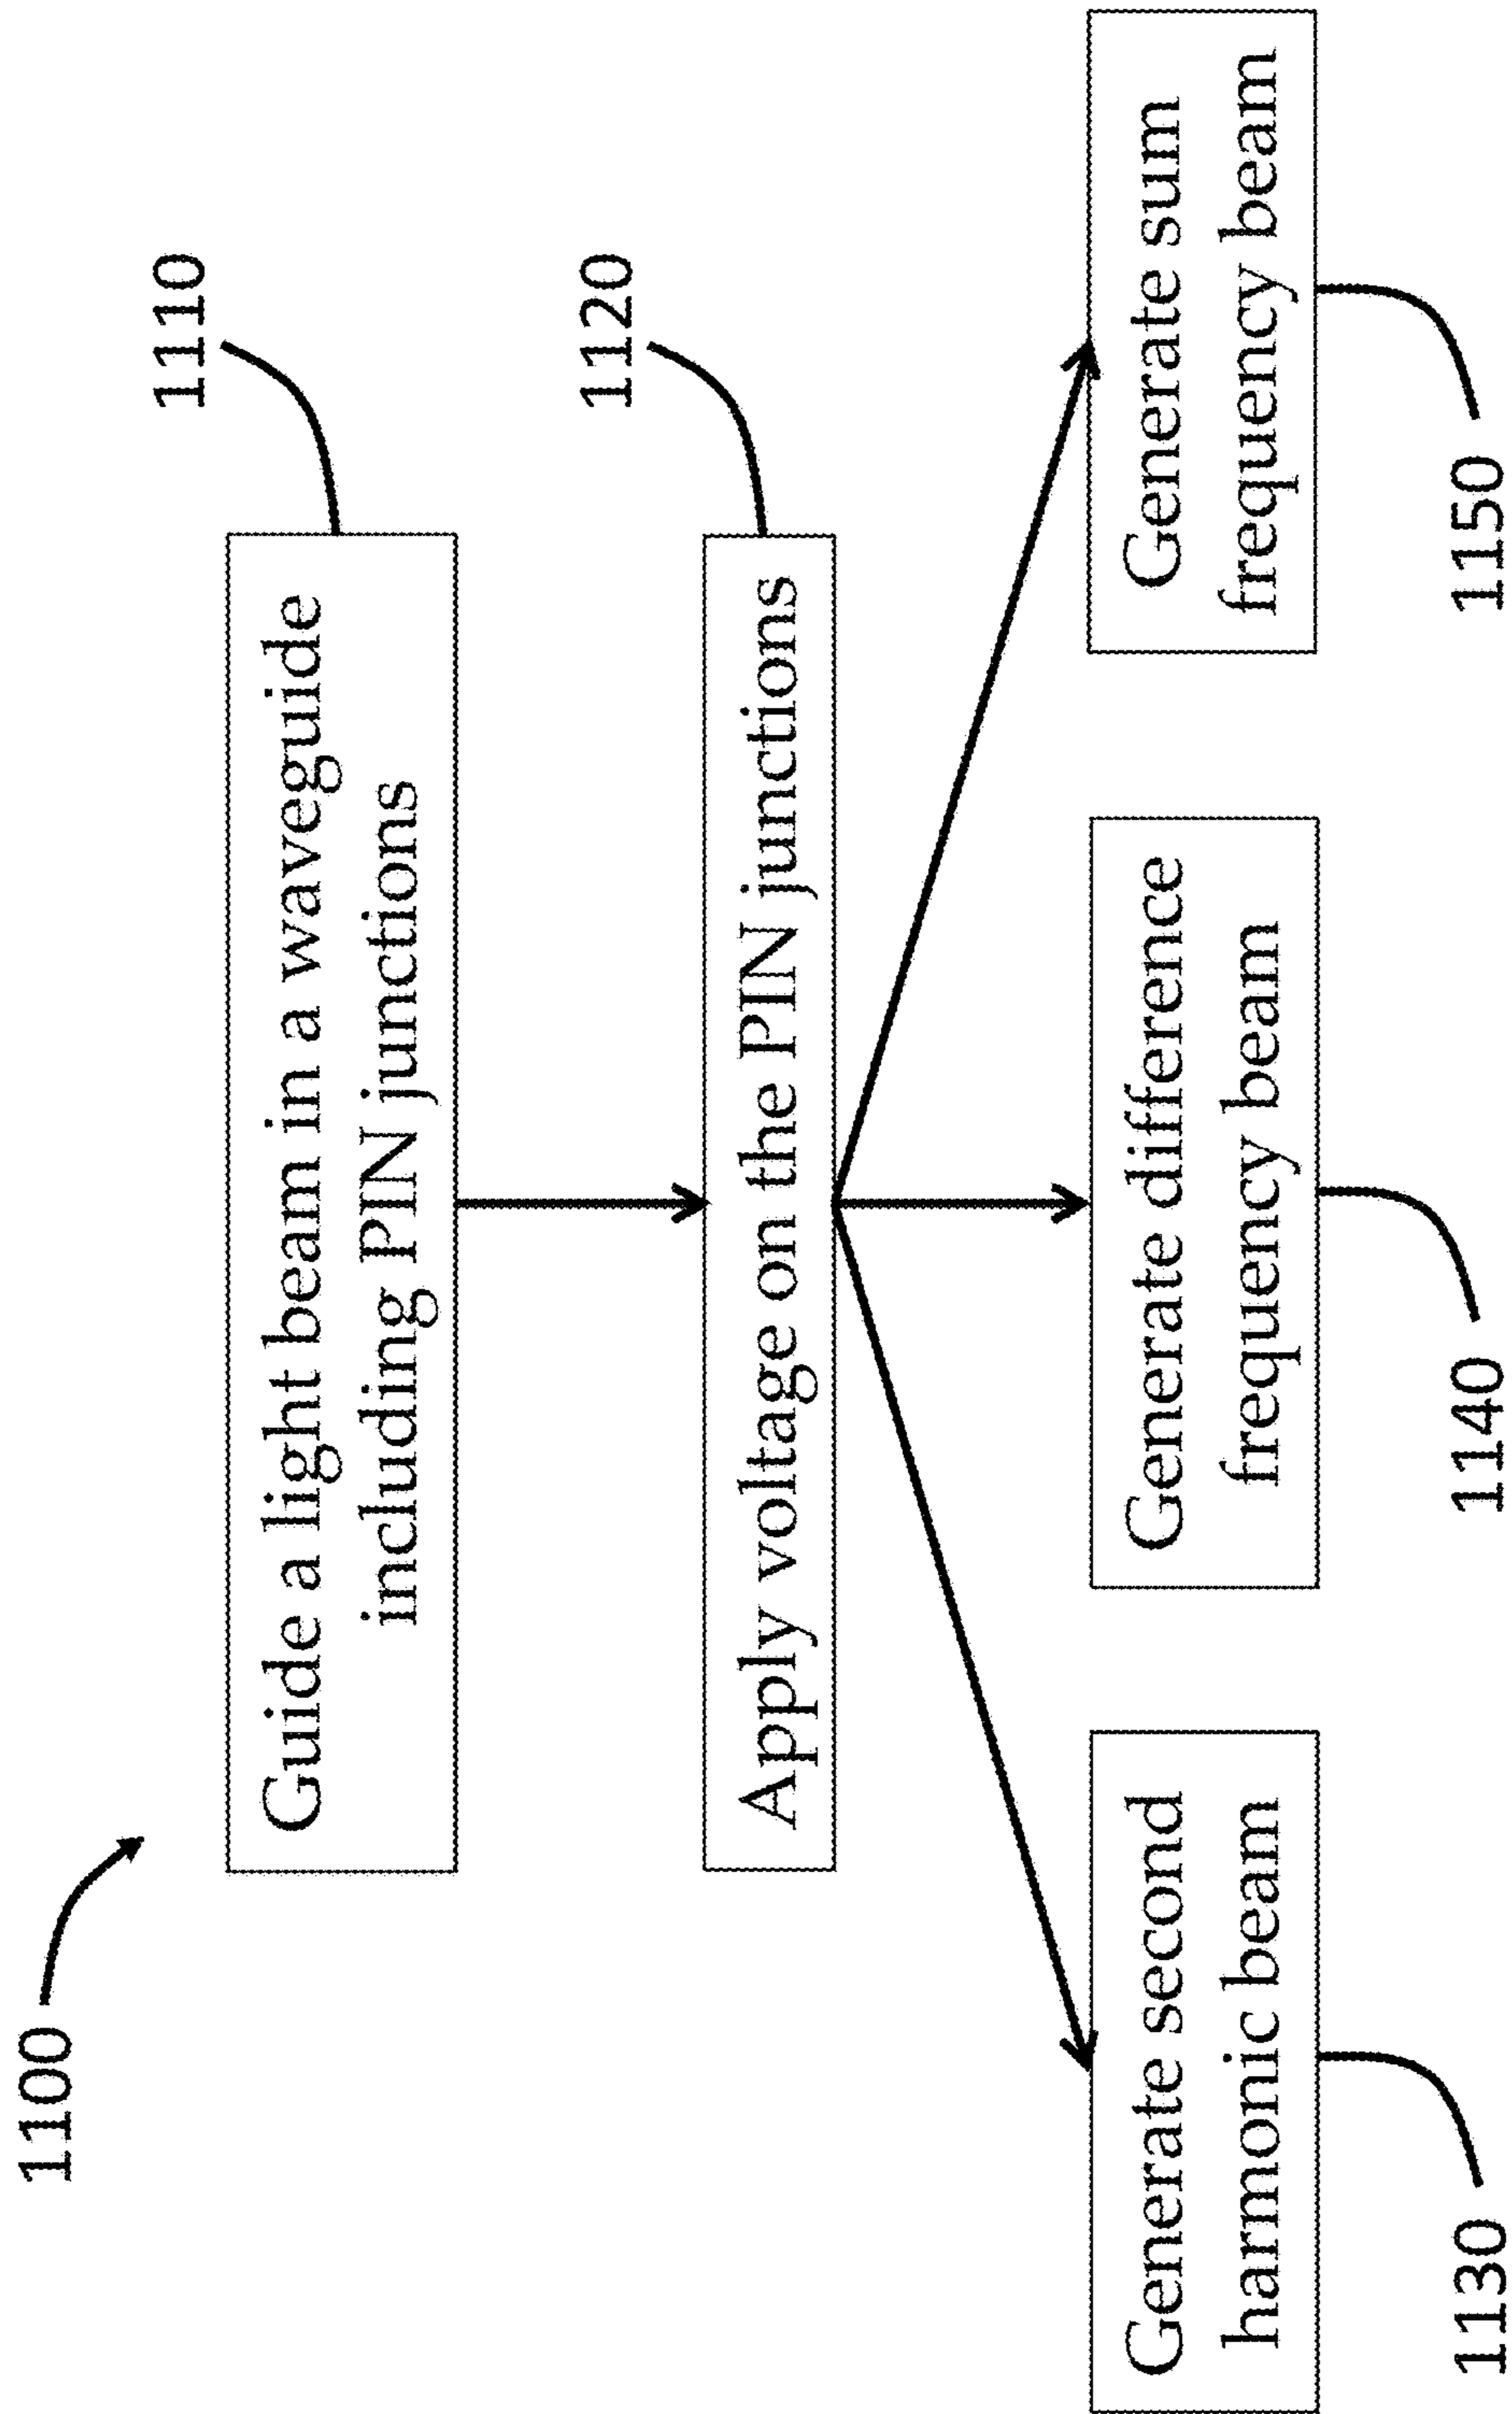 1100
1110
Guide a light beam in a waveguide
including PIN junctions
1120
Apply voltage on the PIN junctions
Generate second
harmonic beam
1130
Generate difference
frequency beam
1140
Generate sum
frequency beam
1150